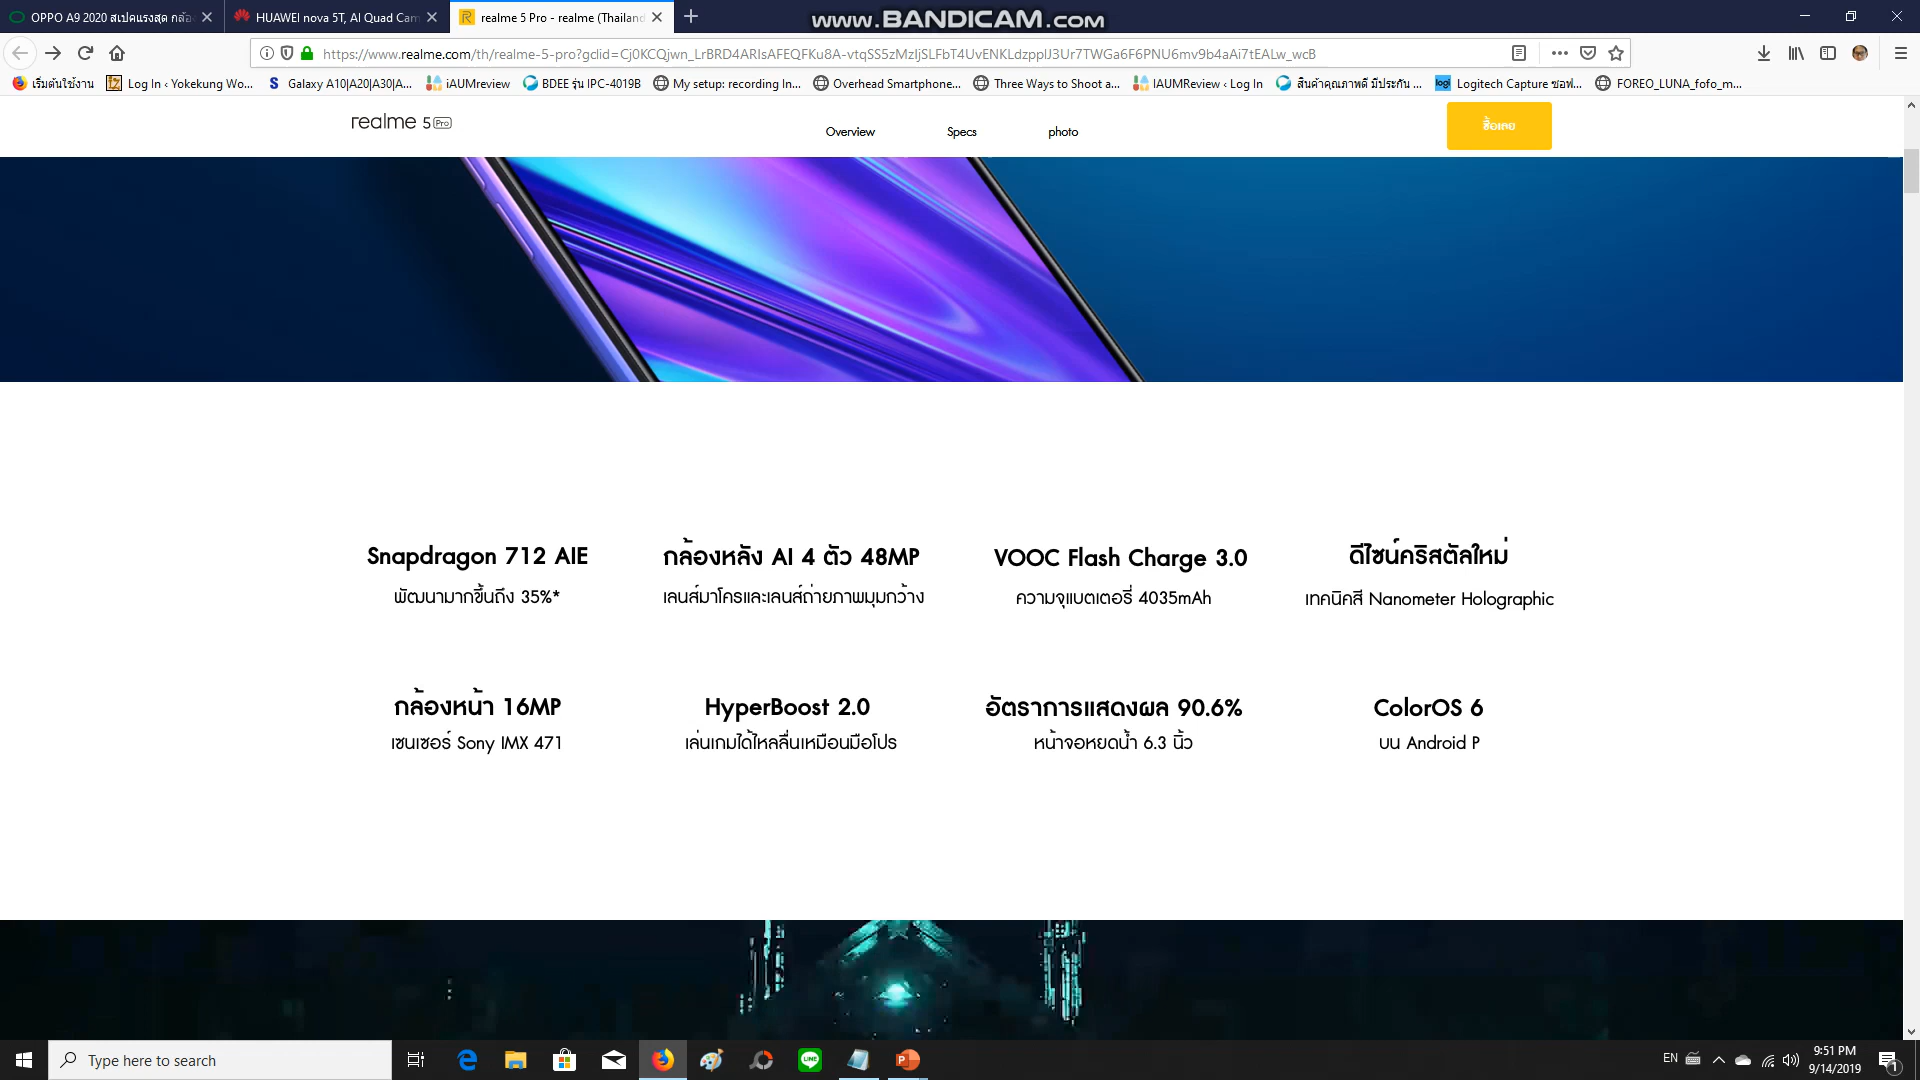 OPPO A9 2020 สเปคแรงสุด กล้อ
HUAWEI nova 5T, AI Quad Cam
realme 5 Pro - realme (Thailand
www.BANDICAM.com
https://www.realme.com/th/realme-5-pro?gclid=Cj0KCQjwn_LrBRD4ARIsAFEQFKu8A-vtqSS5zMzIjSLFbT4UvENKLdzpplJ3Ur7TWGa6F6PNU6mv9b4aAi7tEALw_wcB
เริ่มต้นใช้งาน
Log In ‹ Yokekung Wo...
Galaxy A10|A20|A30|A...
iAUMreview
BDEE รุ่น IPC-4019B
My setup: recording In...
Overhead Smartphone...
Three Ways to Shoot a...
IAUMReview ‹ Log In
สินค้าคุณภาพดี มีประกัน ...
Logitech Capture ซอฟ...
FOREO_LUNA_fofo_m...
realme 5 Pro
Overview
Specs
photo
ซื้อเลย
Snapdragon 712 AIE
พัฒนามากขึ้นถึง 35%*
กล้องหลัง AI 4 ตัว 48MP
เลนส์มาโครและเลนส์ถ่ายภาพมุมกว้าง
VOOC Flash Charge 3.0
ความจุแบตเตอรี่ 4035mAh
ดีไซน์คริสตัลใหม่
เทคนิคสี Nanometer Holographic
กล้องหน้า 16MP
เซนเซอร์ Sony IMX 471
HyperBoost 2.0
เล่นเกมได้ไหลลื่นเหมือนมือโปร
อัตราการแสดงผล 90.6%
หน้าจอหยดน้ำ 6.3 นิ้ว
ColorOS 6
บน Android P
Type here to search
EN
9:51 PM
9/14/2019